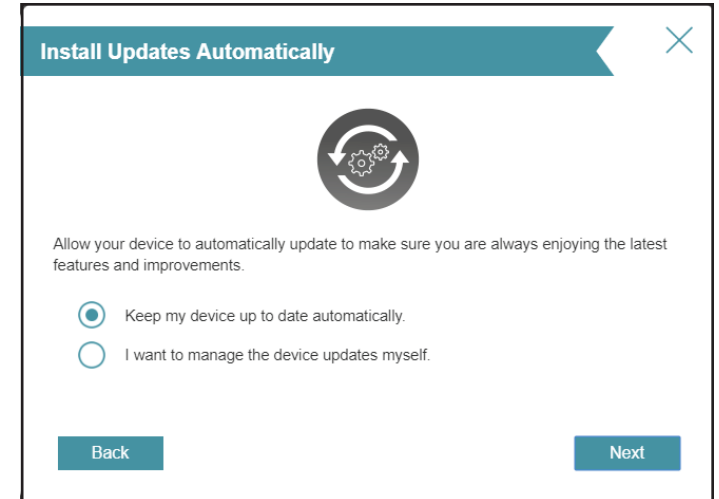 Install Updates Automatically
Allow your device to automatically update to make sure you are always enjoying the latest
features and improvements.
Keep my device up to date automatically.
I want to manage the device updates myself.
Back
Next